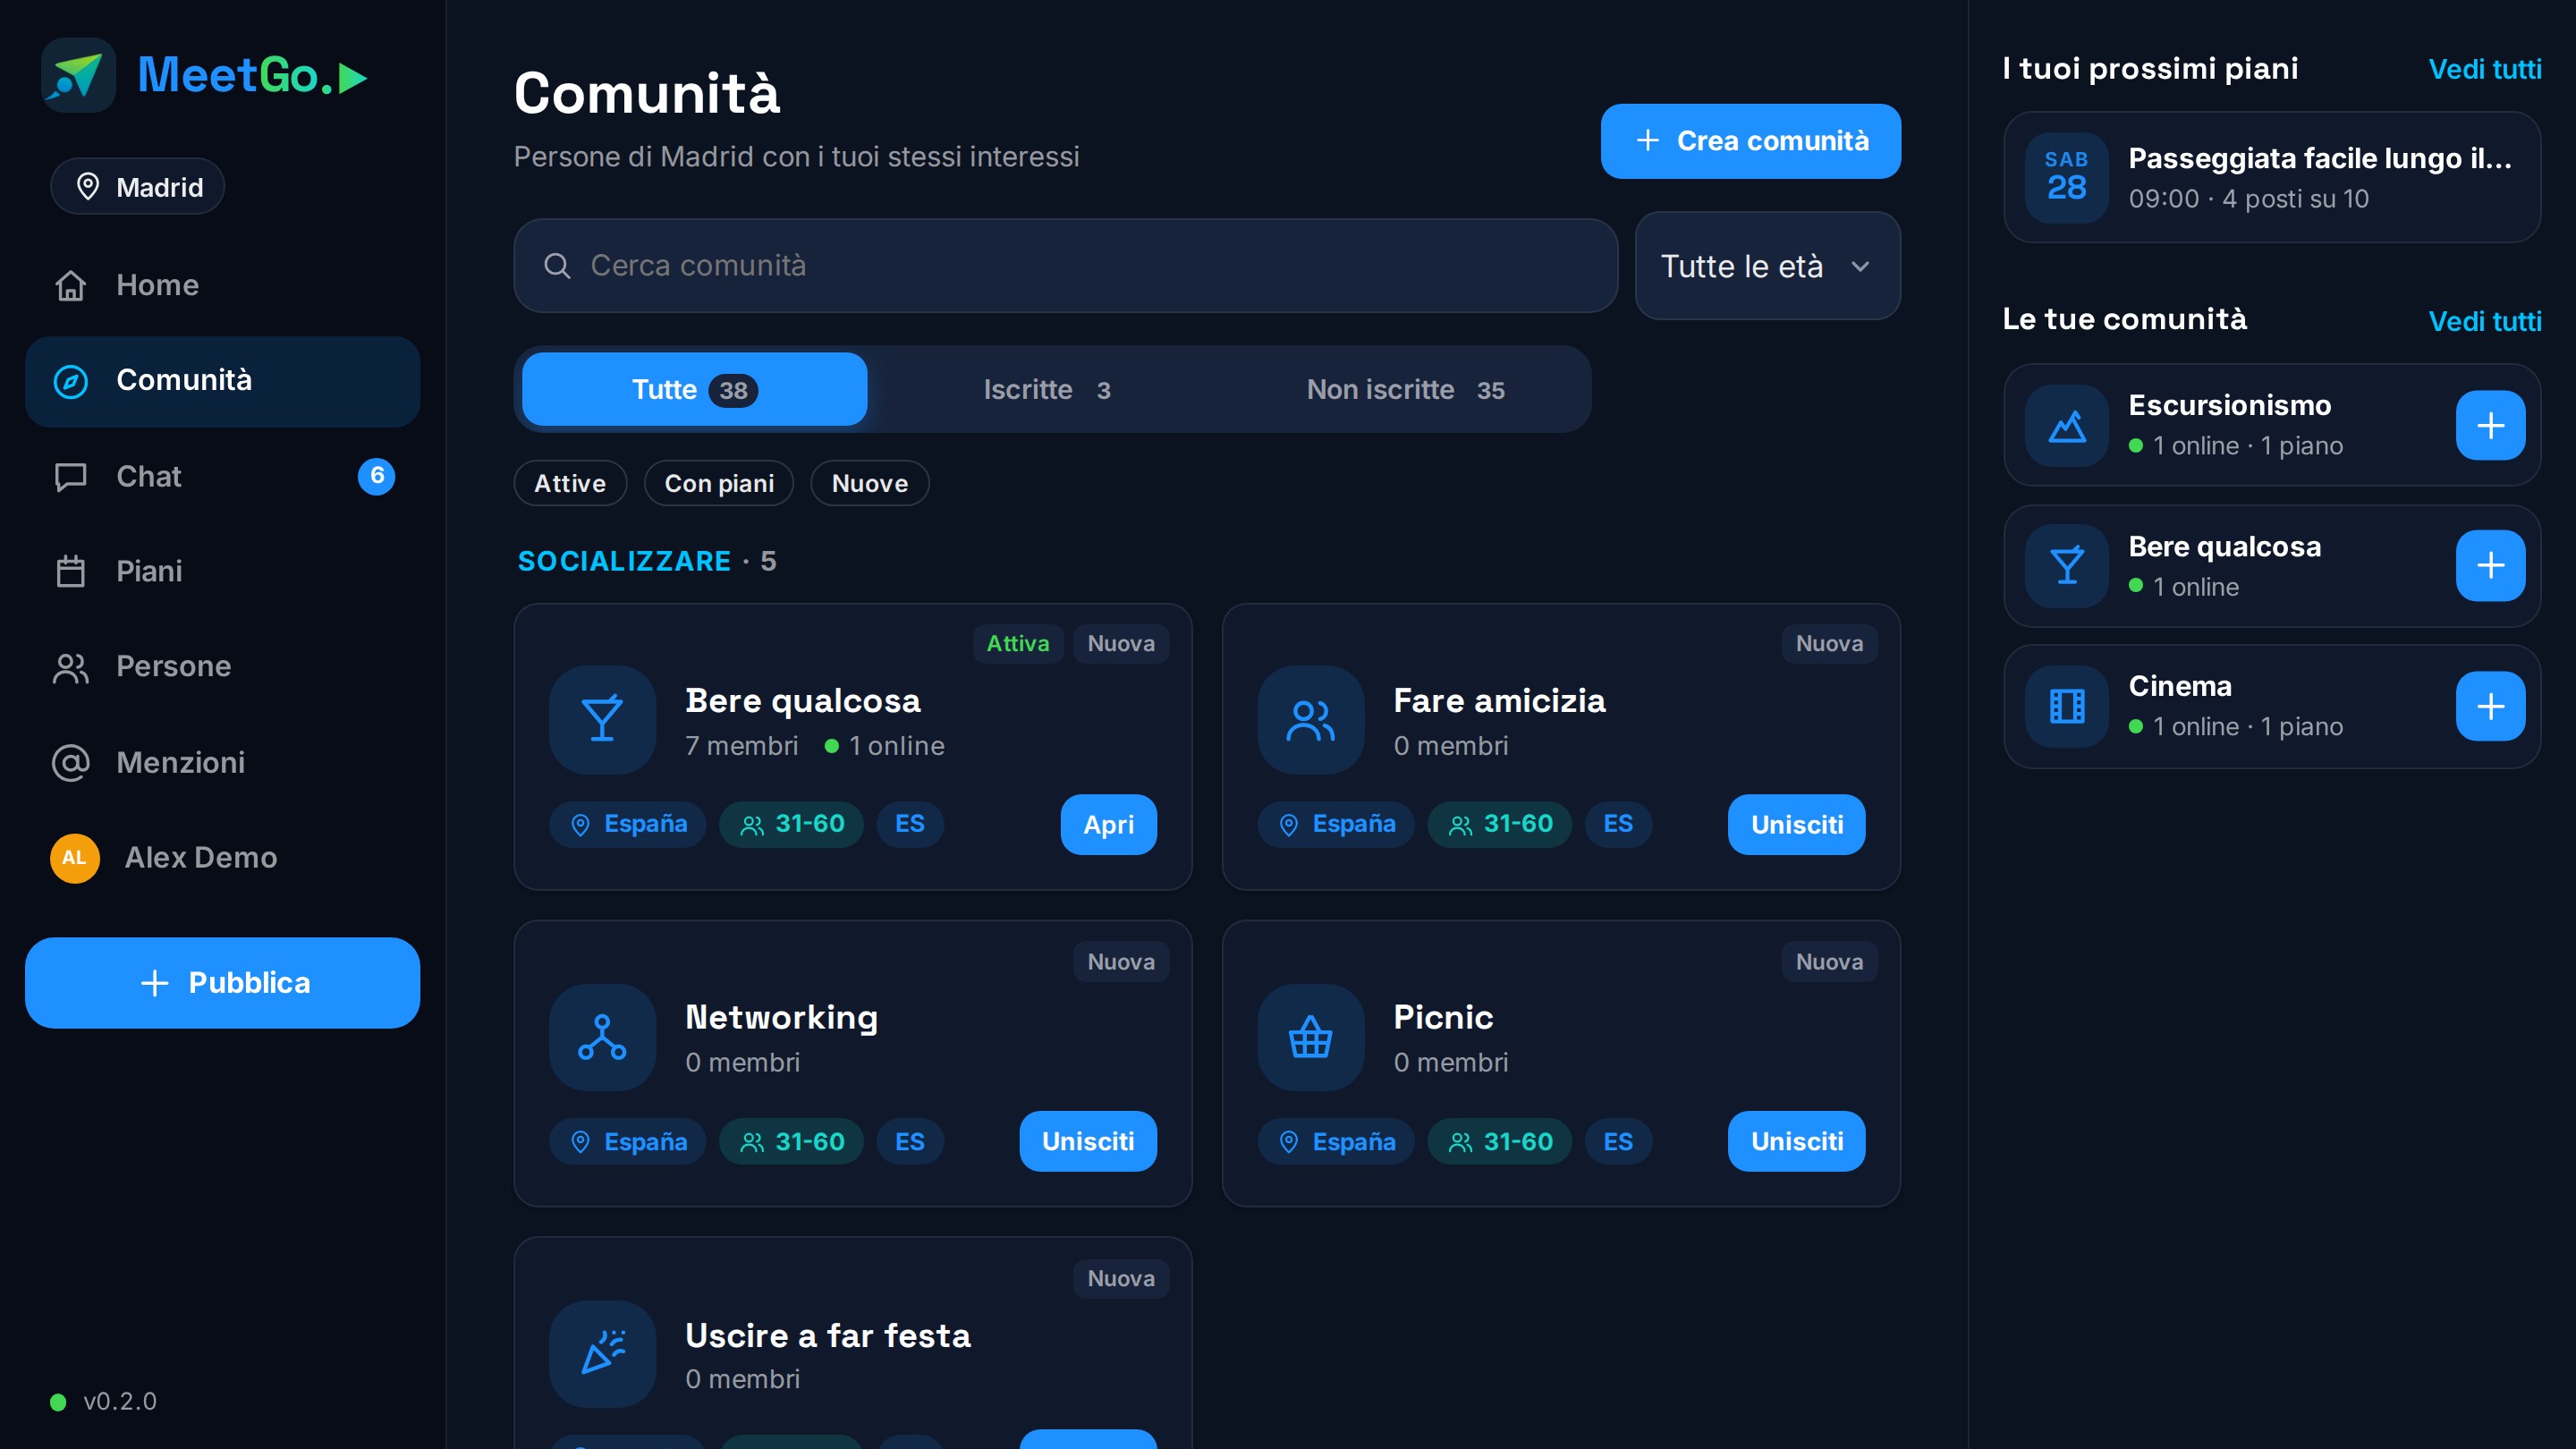 MeetGo.
Madrid
Home
Comunità
Chat 6
Piani
Persone
Menzioni
AL Alex Demo
Pubblica
v0.2.0
Comunità
Persone di Madrid con i tuoi stessi interessi
Crea comunità
Cerca comunità
Tutte le età
Tutte 38
Iscritte 3
Non iscritte 35
Attive
Con piani
Nuove
SOCIALIZZARE · 5
Attiva Nuova
Bere qualcosa
7 membri 1 online
España 31-60 ES Apri
Nuova
Fare amicizia
0 membri
España 31-60 ES Unisciti
Nuova
Networking
0 membri
España 31-60 ES Unisciti
Nuova
Picnic
0 membri
España 31-60 ES Unisciti
Nuova
Uscire a far festa
0 membri
I tuoi prossimi piani Vedi tutti
SAB
28
Passeggiata facile lungo il...
09:00 · 4 posti su 10
Le tue comunità Vedi tutti
Escursionismo
1 online · 1 piano
Bere qualcosa
1 online
Cinema
1 online · 1 piano